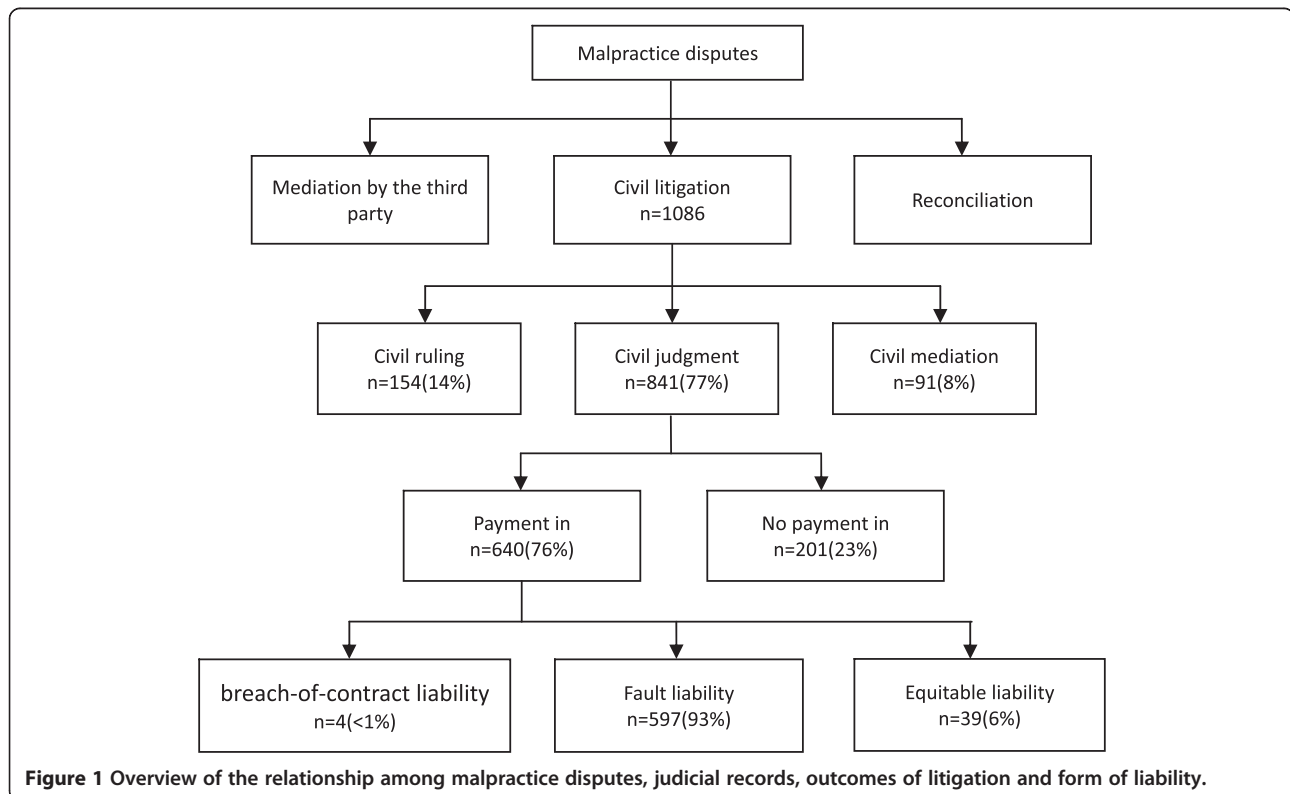 Malpractice disputes
Mediation by the third
party
Civil litigation
n=1086
Reconciliation
Civil ruling
n=154(14%)
Civil judgment
n=841(77%)
Civil mediation
n=91(8%)
Payment in
n=640(76%)
No payment in
n=201(23%)
breach-of-contract liability
n=4(<1%)
Fault liability
n=597(93%)
Equitable liability
n=39(6%)
Figure 1 Overview of the relationship among malpractice disputes, judicial records, outcomes of litigation and form of liability.